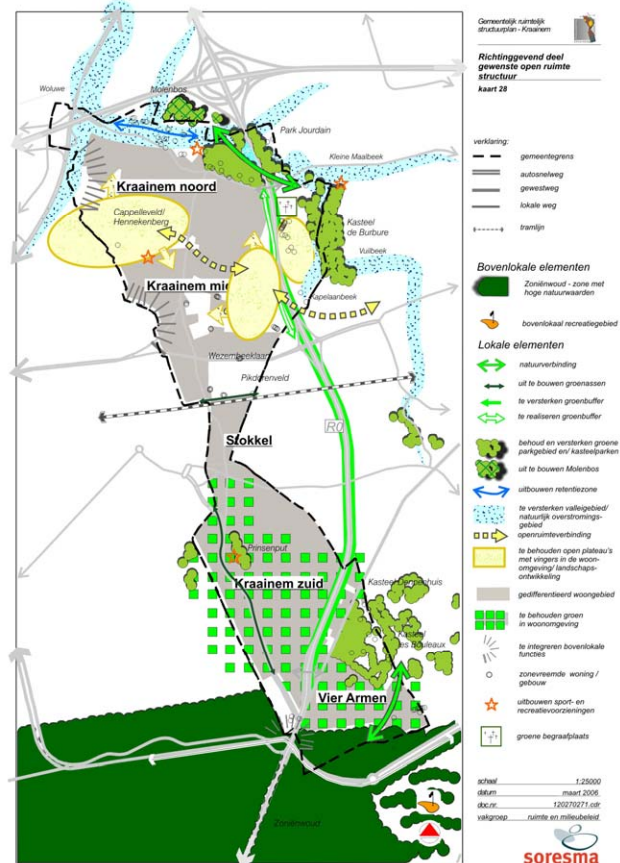 Gemeentelijk ruimtelijk
structuurplan - Kraainem
Richtinggevend deel
gewenste open ruimte
structuur
kaart 28
verklaring:
gemeentegrens
autosnelweg
gewestweg
lokale weg
tramlijn
Bovenlokale elementen
Zoniënwoud - zone met
hoge natuurwaarden
bovenlokaal recreatiegebied
Lokale elementen
natuurverbinding
uit te bouwen groenassen
te versterken groenbuffer
te realiseren groenbuffer
behoud en versterken groene
parkgebied en/ kasteelparken
uit te bouwen Molenbos
uitbouwen retentiezone
te versterken valleigebied/
natuurlijk overstromings-
gebied
openruimteverbinding
te behouden open plateau's
met vingers in de woon-
omgeving/ landschaps-
ontwikkeling
gedifferentieerd woongebied
te behouden groen
in woonomgeving
te integreren bovenlokale
functies
zonevreemde woning /
gebouw
uitbouwen sport- en
recreatievoorzieningen
groene begraafplaats
schaal 1:25000
datum maart 2006
doc.nr. 120270271.cdr
vakgroep ruimte en milieubeleid
soresma
Woluwe
Molenbos
Park Jourdain
Kleine Maalbeek
Kraainem noord
Cappelleveld/
Hennekenberg
Kasteel
de Burbure
Vuilbeek
Kraainem mid
Kapelaanbeek
Wezembeeklaan
Pikdorenveld
Stokkel
R0
Prinsenput
Kraainem zuid
Kasteel
Kasteel
les Bouleaux
Vier Armen
Zoniënwoud